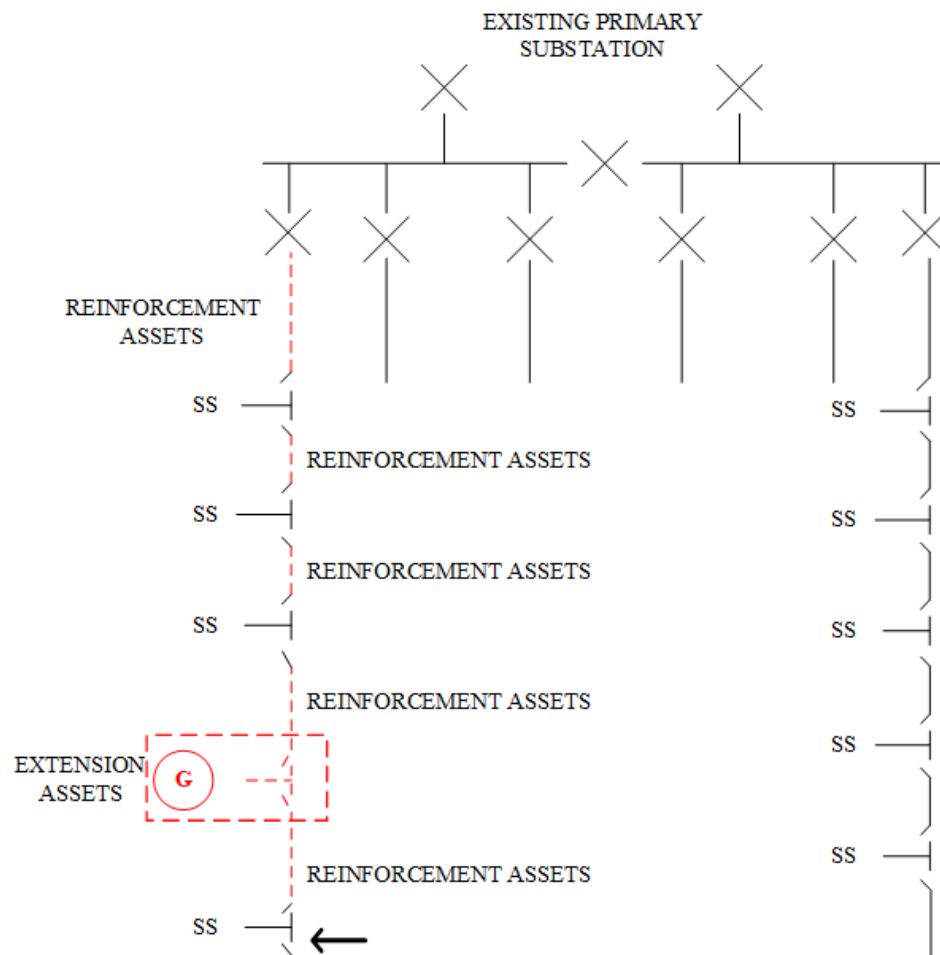 EXISTING PRIMARY
SUBSTATION
REINFORCEMENT
ASSETS
SS
SS
REINFORCEMENT ASSETS
SS
SS
REINFORCEMENT ASSETS
SS
SS
REINFORCEMENT ASSETS
SS
EXTENSION
ASSETS
G
SS
REINFORCEMENT ASSETS
SS